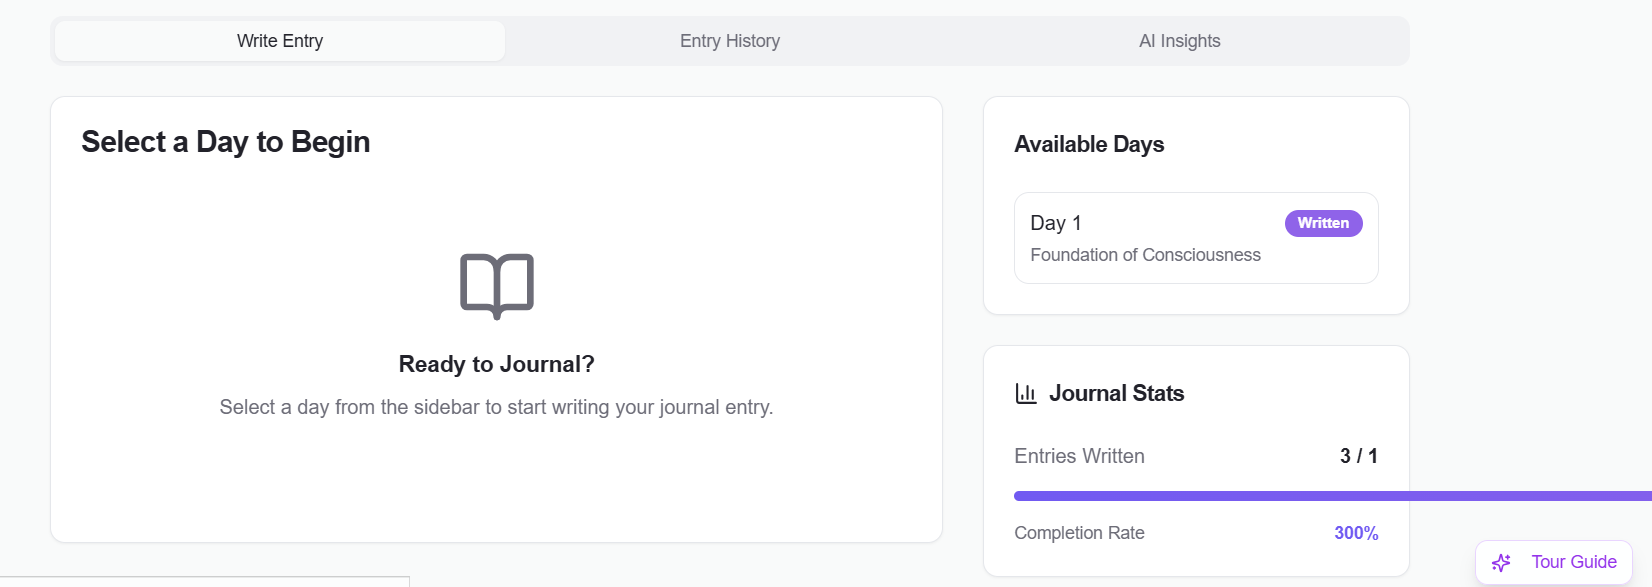 Write Entry
Entry History
AI Insights
Select a Day to Begin
Ready to Journal?
Select a day from the sidebar to start writing your journal entry.
Available Days
Day 1
Written
Foundation of Consciousness
Journal Stats
Entries Written
3 / 1
Completion Rate
300%
Tour Guide